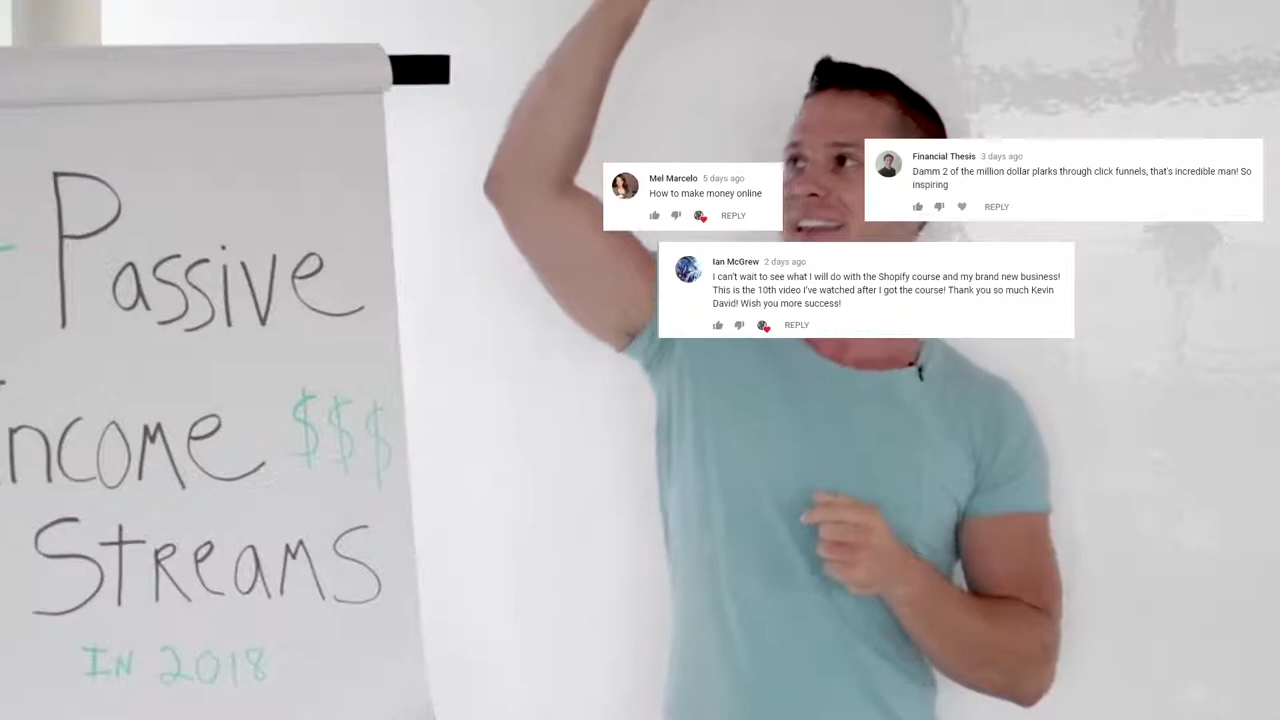 Passive
Income $$$
Streams
IN 2018
Mel Marcelo 5 days ago
How to make money online
REPLY
Financial Thesis 3 days ago
Damm 2 of the million dollar plarks through click funnels, that's incredible man! So
inspiring
REPLY
Ian McGrew 2 days ago
I can't wait to see what I will do with the Shopify course and my brand new business!
This is the 10th video I've watched after I got the course! Thank you so much Kevin
David! Wish you more success!
REPLY